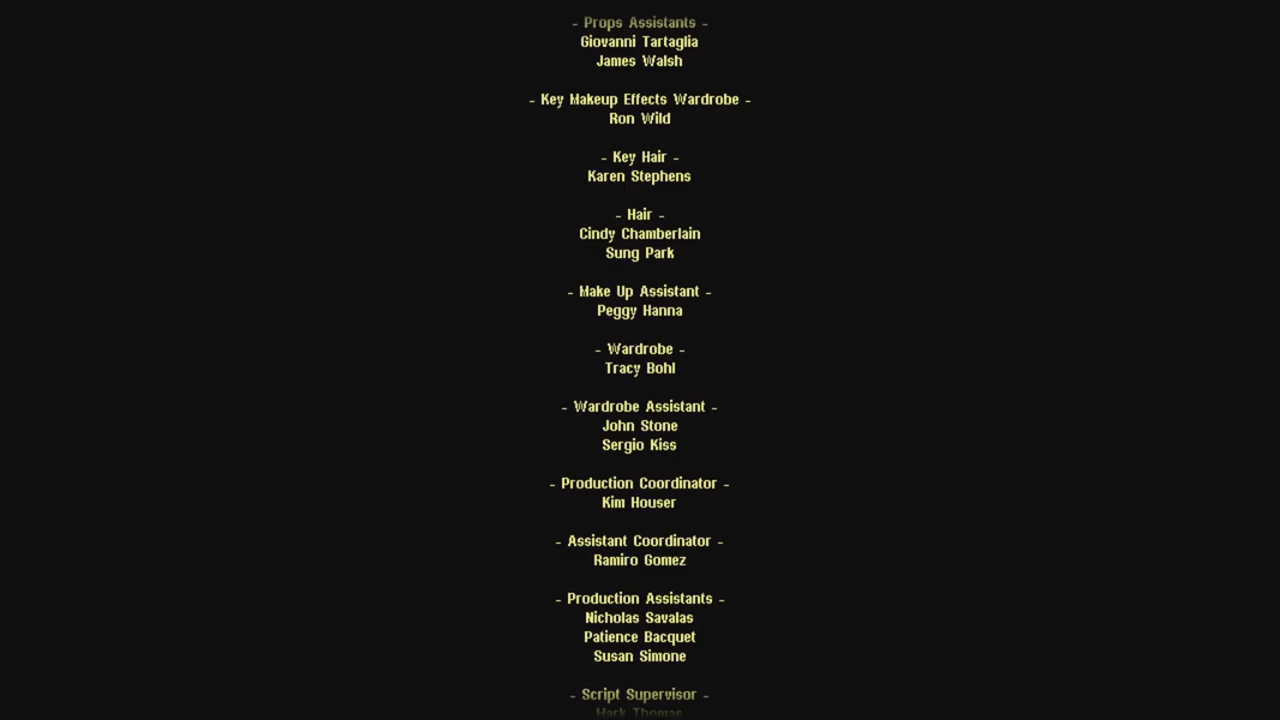 - Props Assistants -
Giovanni Tartaglia
James Walsh
- Key Makeup Effects Wardrobe -
Ron Wild
- Key Hair -
Karen Stephens
- Hair -
Cindy Chamberlain
Sung Park
- Make Up Assistant -
Peggy Hanna
- Wardrobe -
Tracy Bohl
- Wardrobe Assistant -
John Stone
Sergio Kiss
- Production Coordinator -
Kim Houser
- Assistant Coordinator -
Ramiro Gomez
- Production Assistants -
Nicholas Savalas
Patience Bacquet
Susan Simone
- Script Supervisor -
Mark Thomas